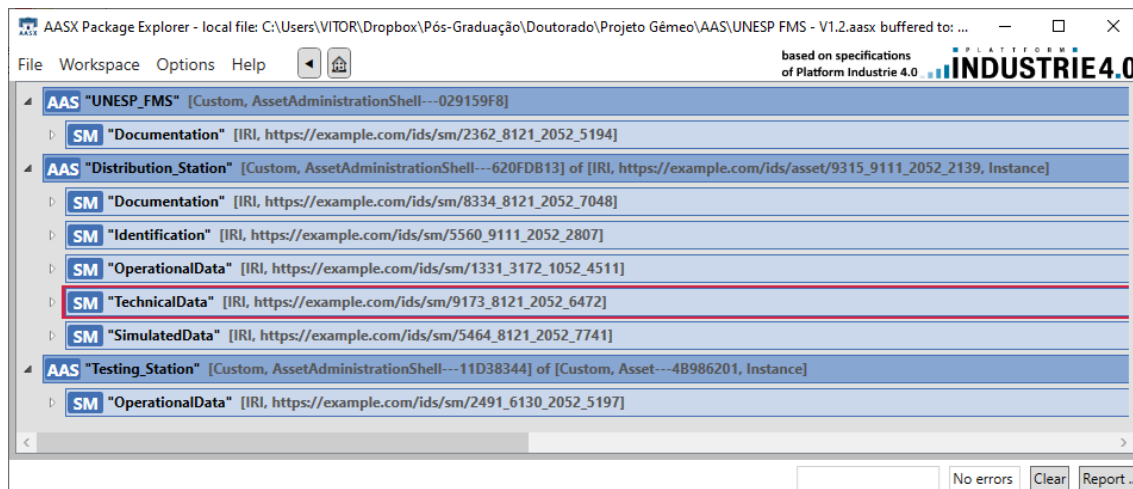 AASX Package Explorer - local file: C:\Users\VITOR\Dropbox\Pós-Graduação\Doutorado\Projeto Gêmeo\AAS\UNESP FMS - V1.2.aasx buffered to: ...
File Workspace Options Help
based on specifications
of Platform Industrie 4.0
PLATTFORM
INDUSTRIE4.0
AAS "UNESP_FMS" [Custom, AssetAdministrationShell---029159F8]
SM "Documentation" [IRI, https://example.com/ids/sm/2362_8121_2052_5194]
AAS "Distribution_Station" [Custom, AssetAdministrationShell---620FDB13] of [IRI, https://example.com/ids/asset/9315_9111_2052_2139, Instance]
SM "Documentation" [IRI, https://example.com/ids/sm/8334_8121_2052_7048]
SM "Identification" [IRI, https://example.com/ids/sm/5560_9111_2052_2807]
SM "OperationalData" [IRI, https://example.com/ids/sm/1331_3172_1052_4511]
SM "TechnicalData" [IRI, https://example.com/ids/sm/9173_8121_2052_6472]
SM "SimulatedData" [IRI, https://example.com/ids/sm/5464_8121_2052_7741]
AAS "Testing_Station" [Custom, AssetAdministrationShell---11D38344] of [Custom, Asset---4B986201, Instance]
SM "OperationalData" [IRI, https://example.com/ids/sm/2491_6130_2052_5197]
No errors Clear Report ..